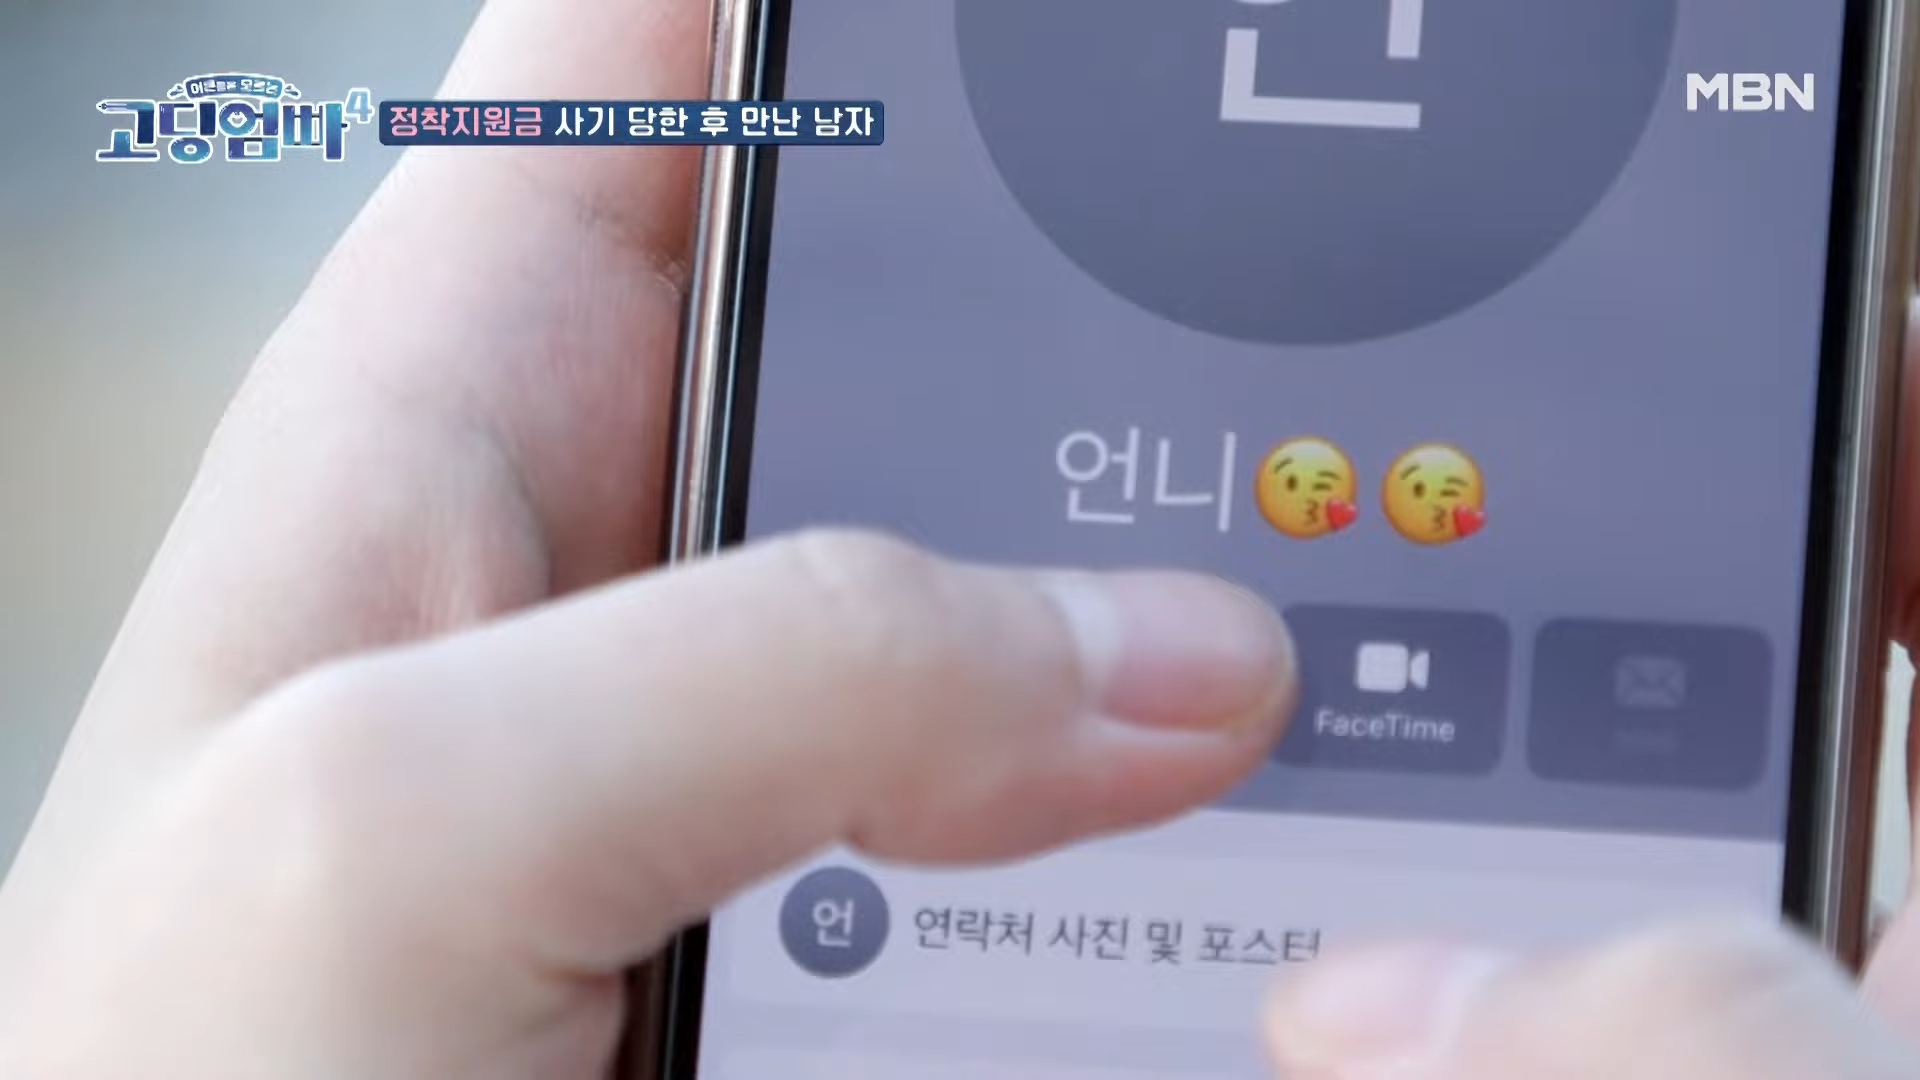 어른들은 모르는
고딩엄빠4
정착지원금 사기 당한 후 만난 남자
MBN
언
언니😘 😘
FaceTime
언
연락처 사진 및 포스터